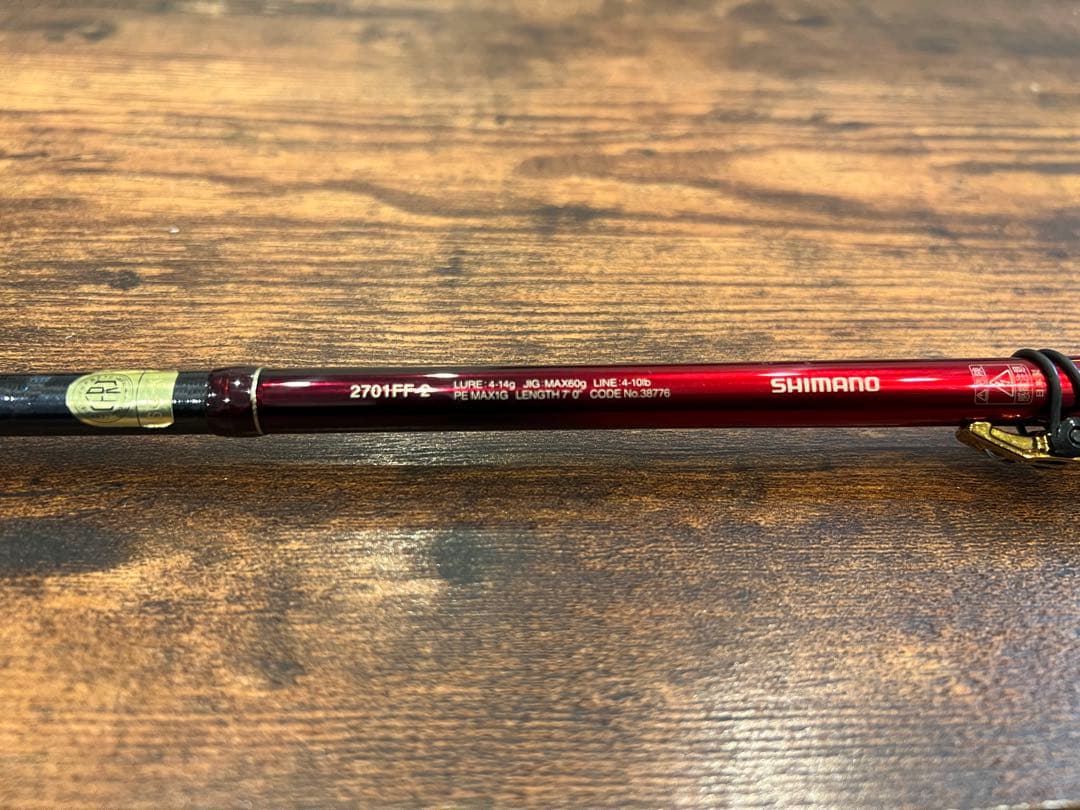 2701FF-2
LURE:4-14g JIG:MAX60g LINE:4-10lb
PE MAX1G LENGTH 7'0" CODE No.38776
SHIMANO